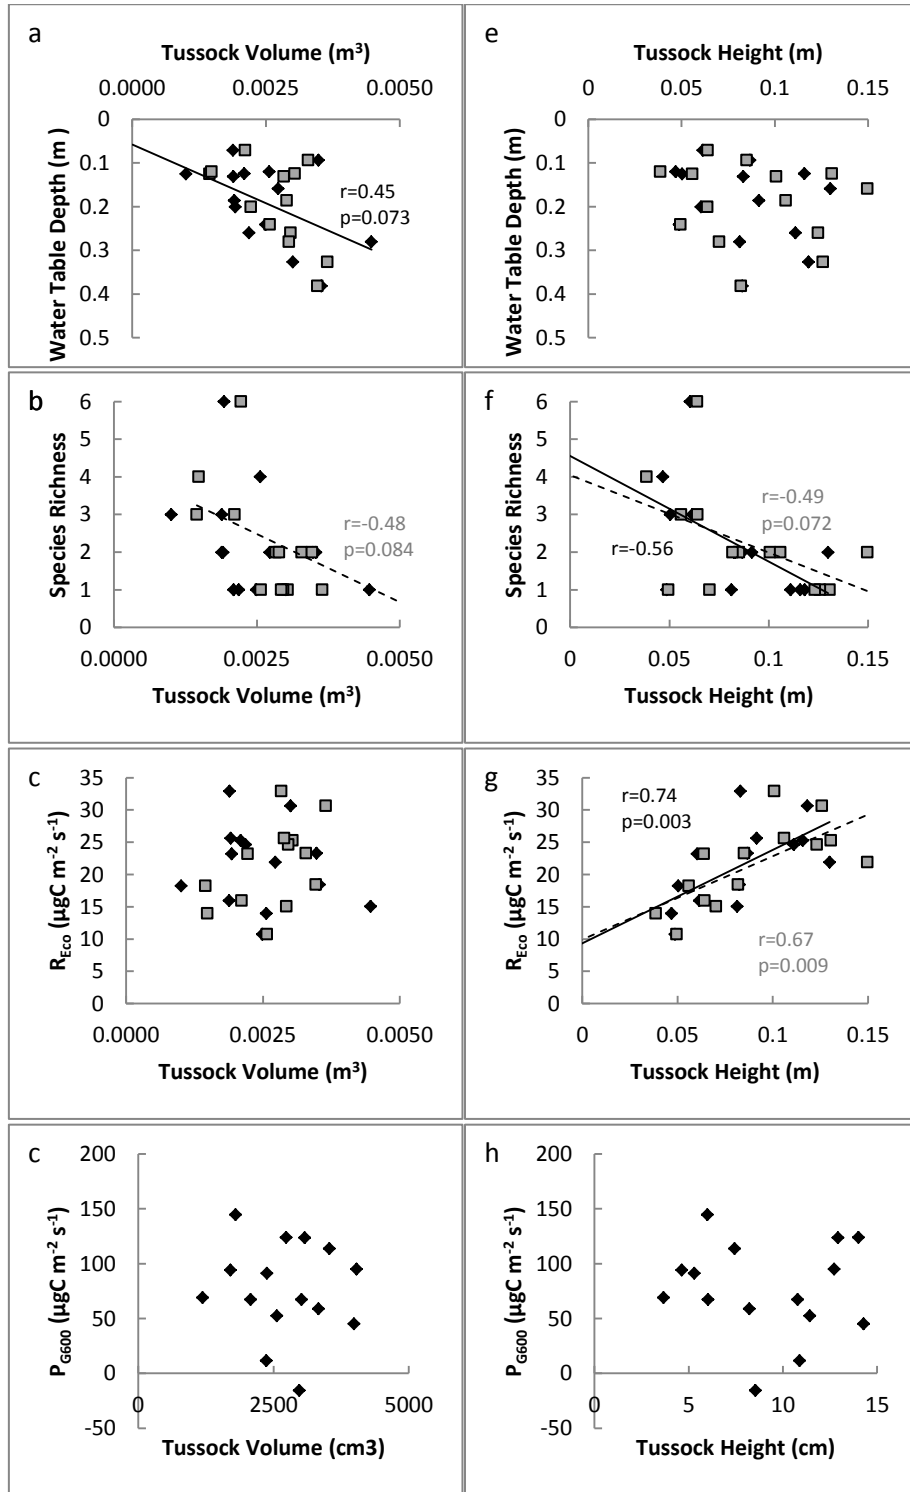 a
Tussock Volume (m³)
0.0000 0.0025 0.0050
0
0.1
0.2
0.3
0.4
0.5
Water Table Depth (m )
r=0.45
p=0.073
e
Tussock Height (m)
0 0.05 0.1 0.15
0
0.1
0.2
0.3
0.4
0.5
Water Table Depth (m)
b
6
5
4
3
2
1
0
Species Richness
r=-0.48
p=0.084
0.0000 0.0025 0.0050
Tussock Volume (m³)
f
6
5
4
3
2
1
0
Species Richness
r=-0.49
p=0.072
r=-0.56
0 0.05 0.1 0.15
Tussock Height (m)
c
35
30
25
20
15
10
5
0
R_Eco (µgC m⁻² s⁻¹)
0.0000 0.0025 0.0050
Tussock Volume (m³)
g
35
30
25
20
15
10
5
0
R_Eco (µgC m⁻² s⁻¹)
r=0.74
p=0.003
r=0.67
p=0.009
0 0.05 0.1 0.15
Tussock Height (m)
c
200
150
100
50
0
-50
P_G600 (µgC m⁻² s⁻¹)
0 2500 5000
Tussock Volume (cm3)
h
200
150
100
50
0
-50
P_G600 (µgC m⁻² s⁻¹)
0 5 10 15
Tussock Height (cm)